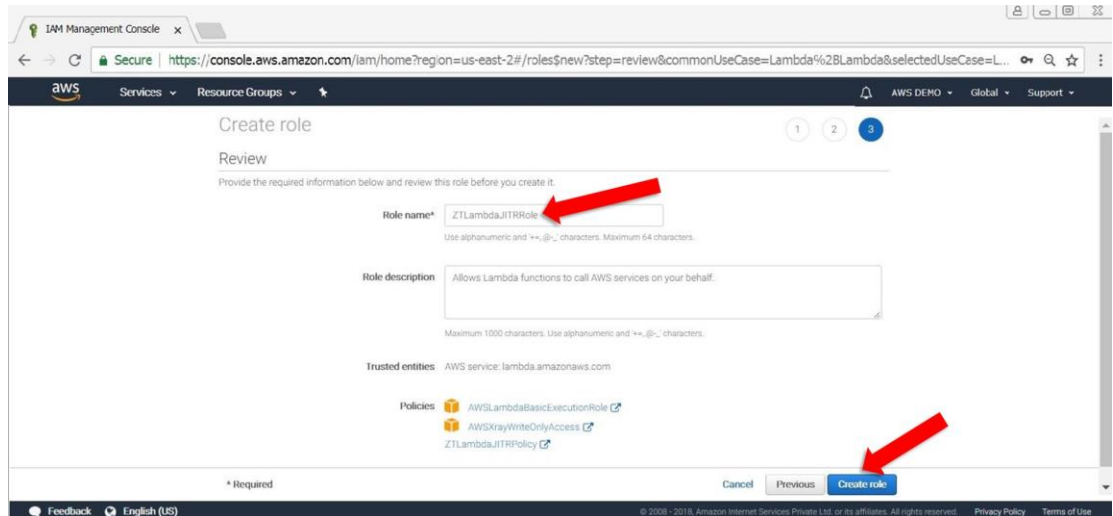 IAM Management Console x
Secure | https://console.aws.amazon.com/iam/home?region=us-east-2#/roles$new?step=review&commonUseCase=Lambda%2BLambda&selectedUseCase=L...
aws Services Resource Groups AWS DEMO Global Support
Create role 1 2 3
Review
Provide the required information below and review this role before you create it.
Role name* ZTLambdaJITRRole
Use alphanumeric and '+=,.@-_' characters. Maximum 64 characters.
Role description Allows Lambda functions to call AWS services on your behalf.
Maximum 1000 characters. Use alphanumeric and '+=,.@-_' characters.
Trusted entities AWS service: lambda.amazonaws.com
Policies AWSLambdaBasicExecutionRole
AWSXrayWriteOnlyAccess
ZTLambdaJITRPolicy
* Required Cancel Previous Create role
Feedback English (US) © 2008 - 2018, Amazon Internet Services Private Ltd. or its affiliates. All rights reserved. Privacy Policy Terms of Use